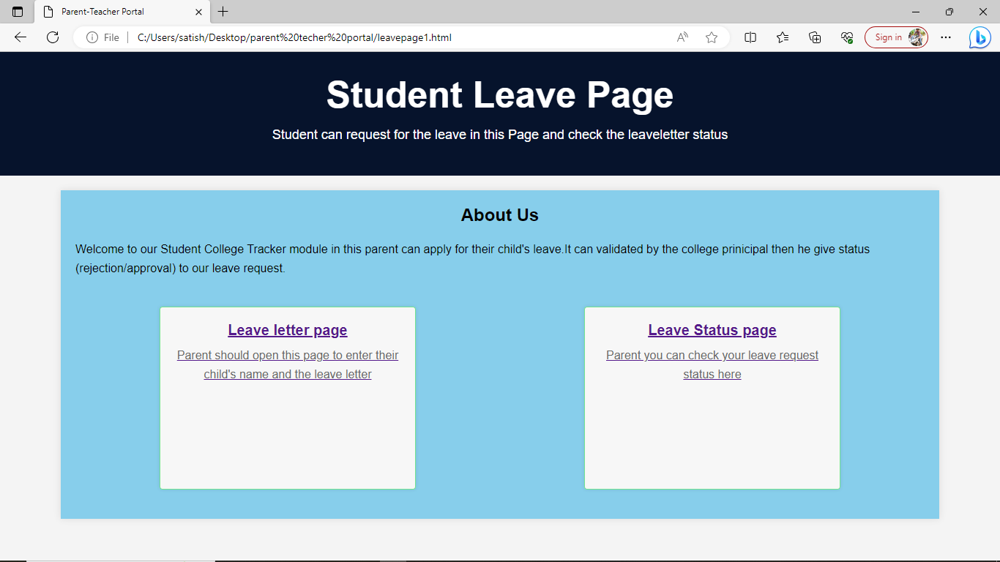 Parent-Teacher Portal
File
C:/Users/satish/Desktop/parent%20techer%20portal/leavepage1.html
Sign in
Student Leave Page
Student can request for the leave in this Page and check the leaveletter status
About Us
Welcome to our Student College Tracker module in this parent can apply for their child's leave.It can validated by the college prinicipal then he give status
(rejection/approval) to our leave request.
Leave letter page
Parent should open this page to enter their
child's name and the leave letter
Leave Status page
Parent you can check your leave request
status here